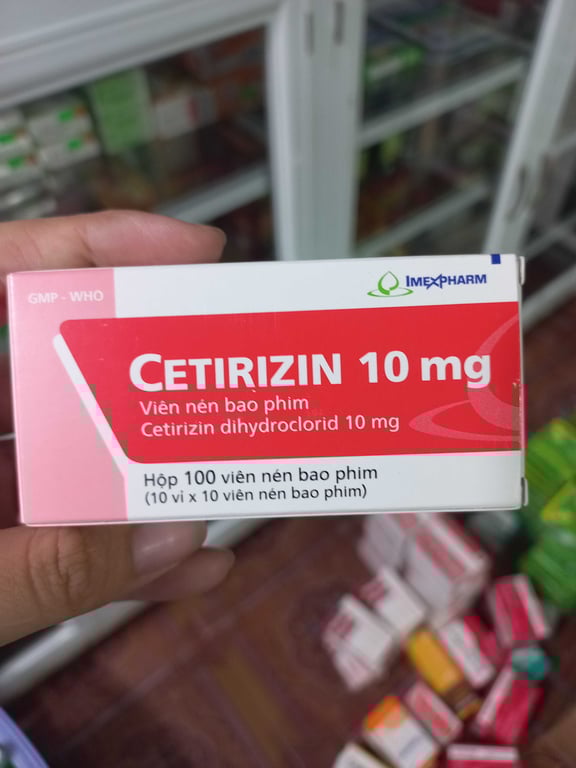 GMP - WHO
IMEXPHARM
CETIRIZIN 10 mg
Viên nén bao phim
Cetirizin dihydroclorid 10 mg
Hộp 100 viên nén bao phim
(10 vỉ x 10 viên nén bao phim)